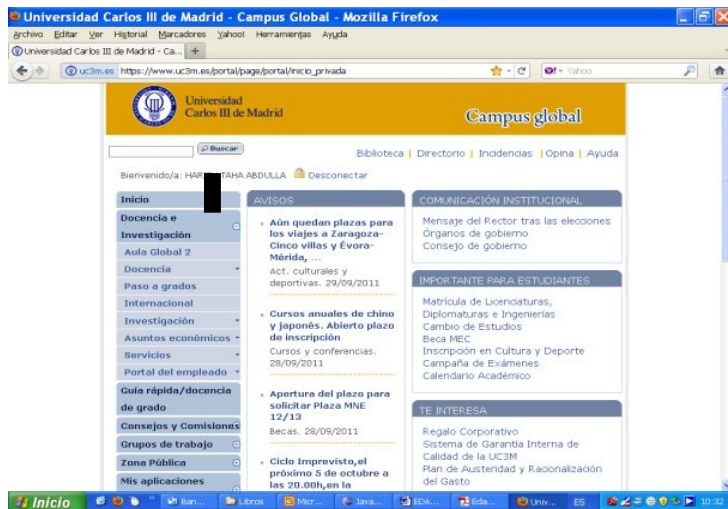 Universidad Carlos III de Madrid - Campus Global - Mozilla Firefox
Archivo Editar Ver Historial Marcadores Yahoo! Herramientas Ayuda
Universidad Carlos III de Madrid - Ca... +
uc3m.es https://www.uc3m.es/portal/page/portal/inicio_privada
Yahoo
Universidad
Carlos III de Madrid
Campus global
Buscar
Biblioteca | Directorio | Incidencias | Opina | Ayuda
Bienvenido/a: TAHA ABDULLA Desconectar
Inicio
Docencia e
Investigación
Aula Global 2
Docencia
Paso a grados
Internacional
Investigación
Asuntos económicos
Servicios
Portal del empleado
Guía rápida/docencia
de grado
Consejos y Comisiones
Grupos de trabajo
Zona Pública
Mis aplicaciones
AVISOS
Aún quedan plazas para
los viajes a Zaragoza-
Cinco villas y Évora-
Mérida, ...
Act. culturales y
deportivas. 29/09/2011
Cursos anuales de chino
y japonés. Abierto plazo
de inscripción
Cursos y conferencias.
28/09/2011
Apertura del plazo para
solicitar Plaza MNE
12/13
Becas. 28/09/2011
Ciclo Imprevisto,el
próximo 5 de octubre a
las 20.00h,en la
COMUNICACIÓN INSTITUCIONAL
Mensaje del Rector tras las elecciones
Órganos de gobierno
Consejo de gobierno
IMPORTANTE PARA ESTUDIANTES
Matrícula de Licenciaturas,
Diplomaturas e Ingenierías
Cambio de Estudios
Beca MEC
Inscripción en Cultura y Deporte
Campaña de Exámenes
Calendario Académico
TE INTERESA
Regalo Corporativo
Sistema de Garantía Interna de
Calidad de la UC3M
Plan de Austeridad y Racionalización
del Gasto
Inicio
Ban... Libros Micr... Java... EDA... Eda... Univ... ES 10:32